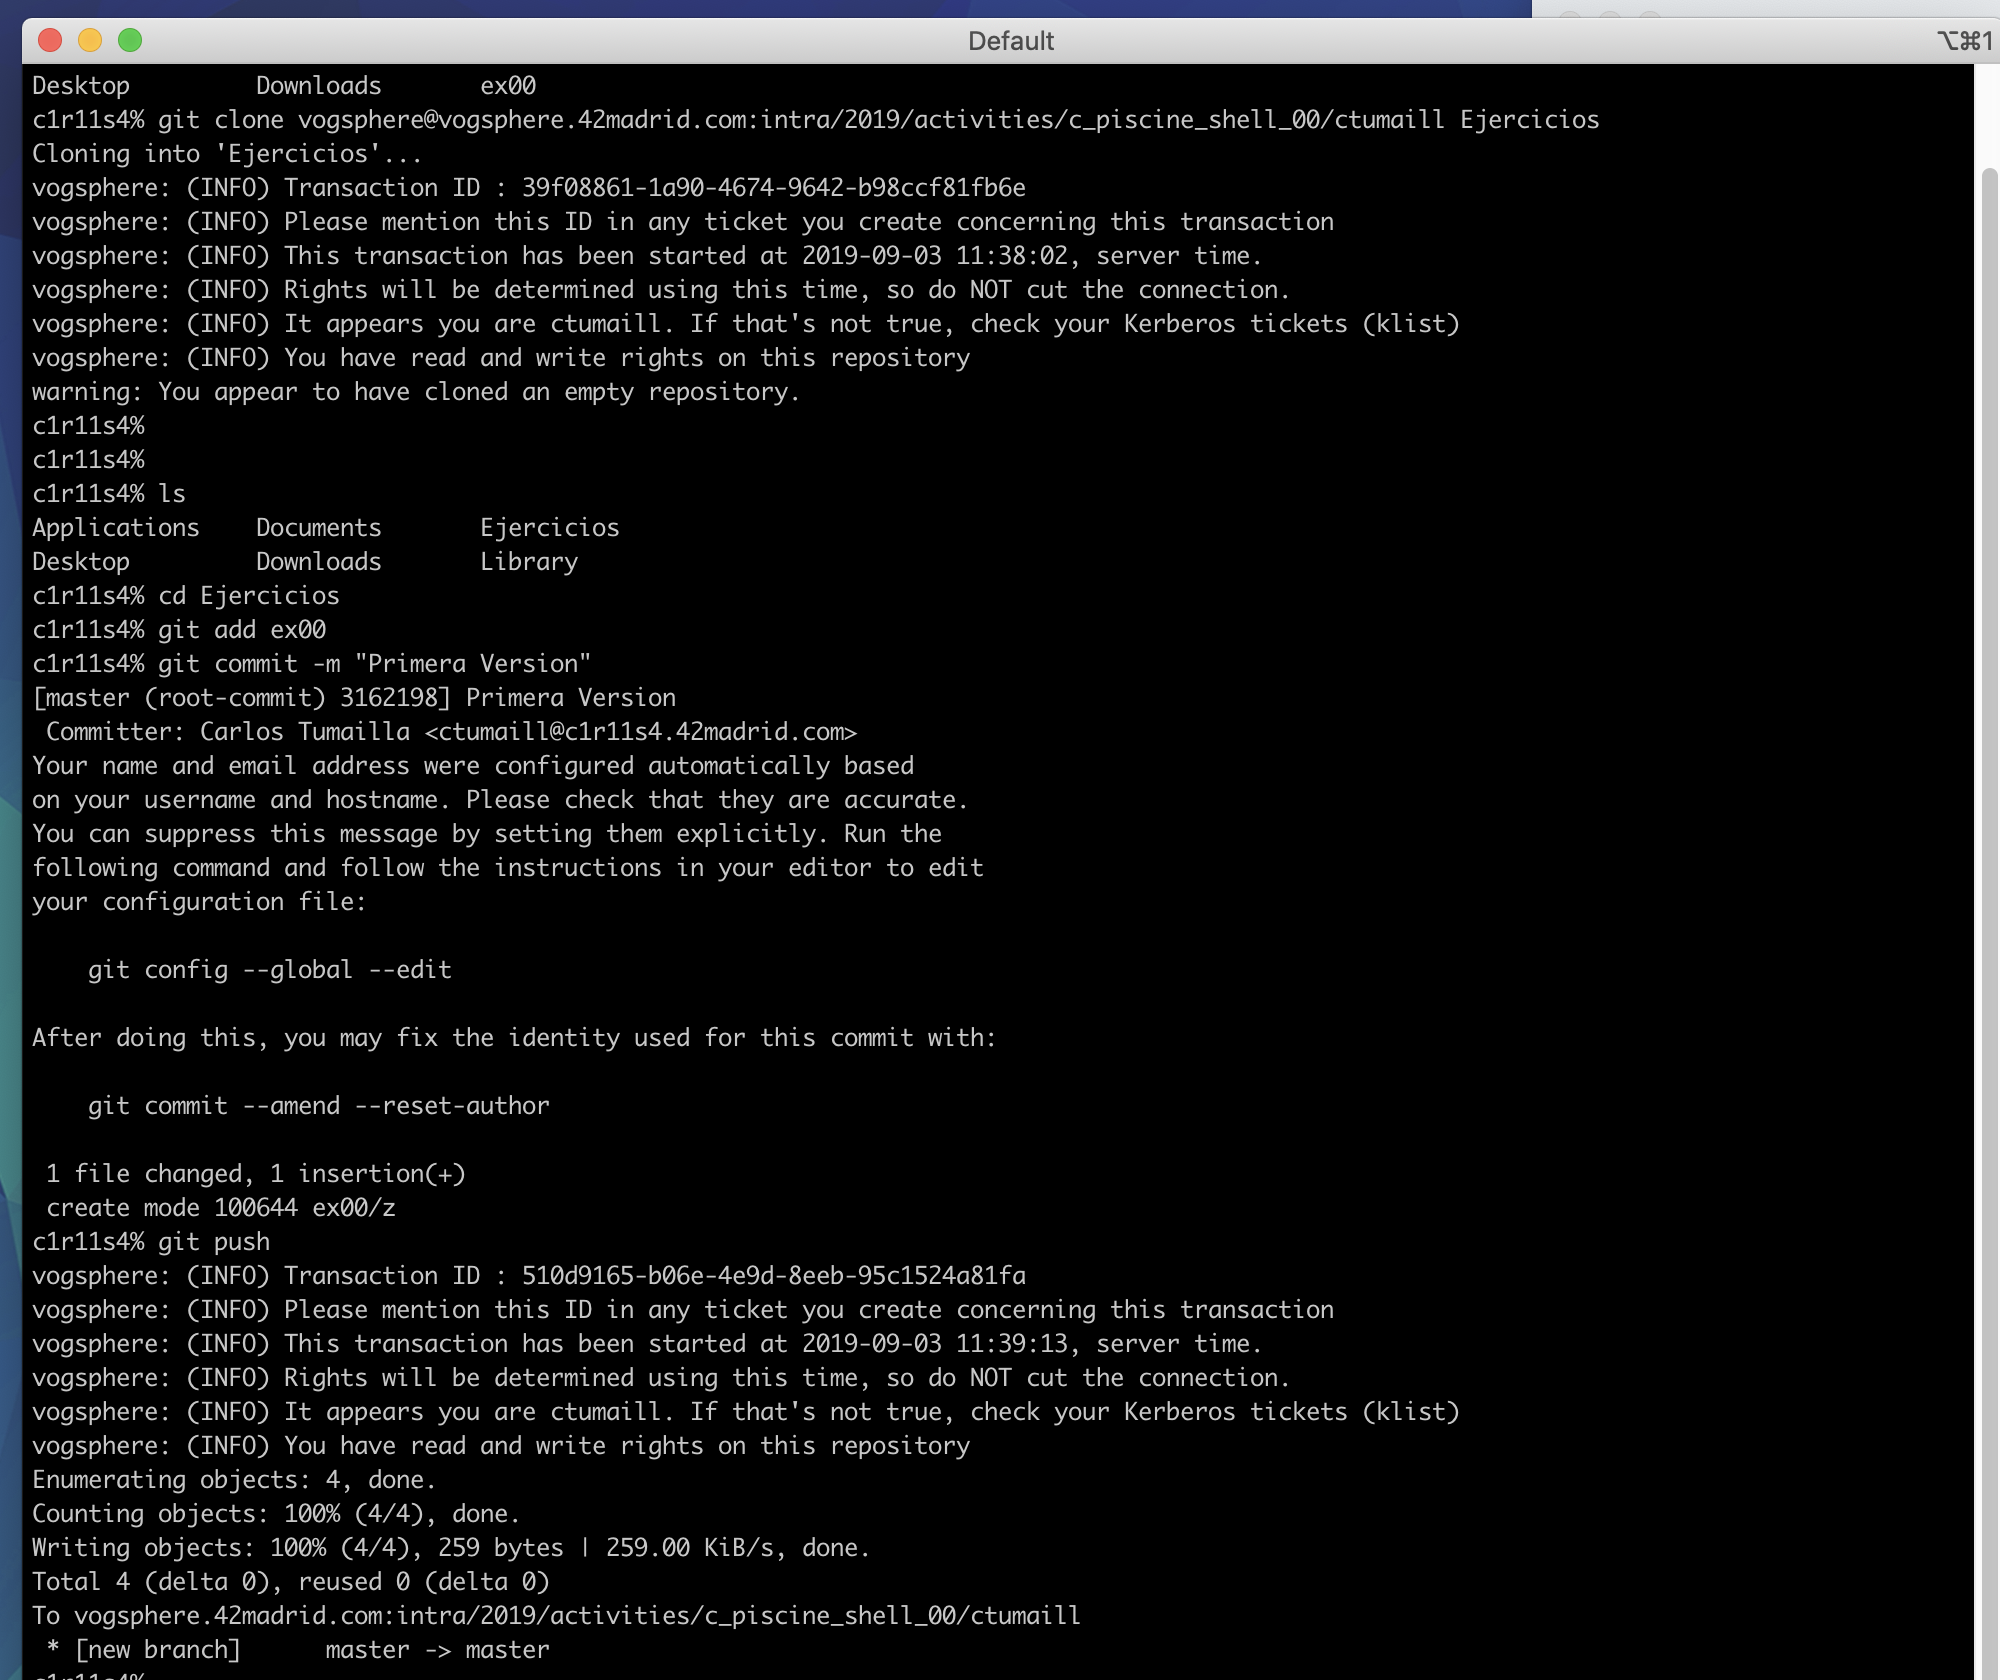 Default
⌥⌘1
Desktop Downloads ex00
c1r11s4% git clone vogsphere@vogsphere.42madrid.com:intra/2019/activities/c_piscine_shell_00/ctumaill Ejercicios
Cloning into 'Ejercicios'...
vogsphere: (INFO) Transaction ID : 39f08861-1a90-4674-9642-b98ccf81fb6e
vogsphere: (INFO) Please mention this ID in any ticket you create concerning this transaction
vogsphere: (INFO) This transaction has been started at 2019-09-03 11:38:02, server time.
vogsphere: (INFO) Rights will be determined using this time, so do NOT cut the connection.
vogsphere: (INFO) It appears you are ctumaill. If that's not true, check your Kerberos tickets (klist)
vogsphere: (INFO) You have read and write rights on this repository
warning: You appear to have cloned an empty repository.
c1r11s4%
c1r11s4%
c1r11s4% ls
Applications Documents Ejercicios
Desktop Downloads Library
c1r11s4% cd Ejercicios
c1r11s4% git add ex00
c1r11s4% git commit -m "Primera Version"
[master (root-commit) 3162198] Primera Version
Committer: Carlos Tumailla <ctumaill@c1r11s4.42madrid.com>
Your name and email address were configured automatically based
on your username and hostname. Please check that they are accurate.
You can suppress this message by setting them explicitly. Run the
following command and follow the instructions in your editor to edit
your configuration file:
git config --global --edit
After doing this, you may fix the identity used for this commit with:
git commit --amend --reset-author
1 file changed, 1 insertion(+)
create mode 100644 ex00/z
c1r11s4% git push
vogsphere: (INFO) Transaction ID : 510d9165-b06e-4e9d-8eeb-95c1524a81fa
vogsphere: (INFO) Please mention this ID in any ticket you create concerning this transaction
vogsphere: (INFO) This transaction has been started at 2019-09-03 11:39:13, server time.
vogsphere: (INFO) Rights will be determined using this time, so do NOT cut the connection.
vogsphere: (INFO) It appears you are ctumaill. If that's not true, check your Kerberos tickets (klist)
vogsphere: (INFO) You have read and write rights on this repository
Enumerating objects: 4, done.
Counting objects: 100% (4/4), done.
Writing objects: 100% (4/4), 259 bytes | 259.00 KiB/s, done.
Total 4 (delta 0), reused 0 (delta 0)
To vogsphere.42madrid.com:intra/2019/activities/c_piscine_shell_00/ctumaill
* [new branch] master -> master
c1r11s4%